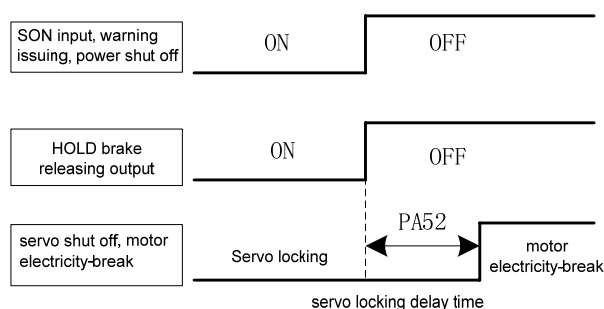 SON input, warning
issuing, power shut off
ON
OFF
HOLD brake
releasing output
ON
OFF
servo shut off, motor
electricity-break
Servo locking
PA52
motor
electricity-break
servo locking delay time